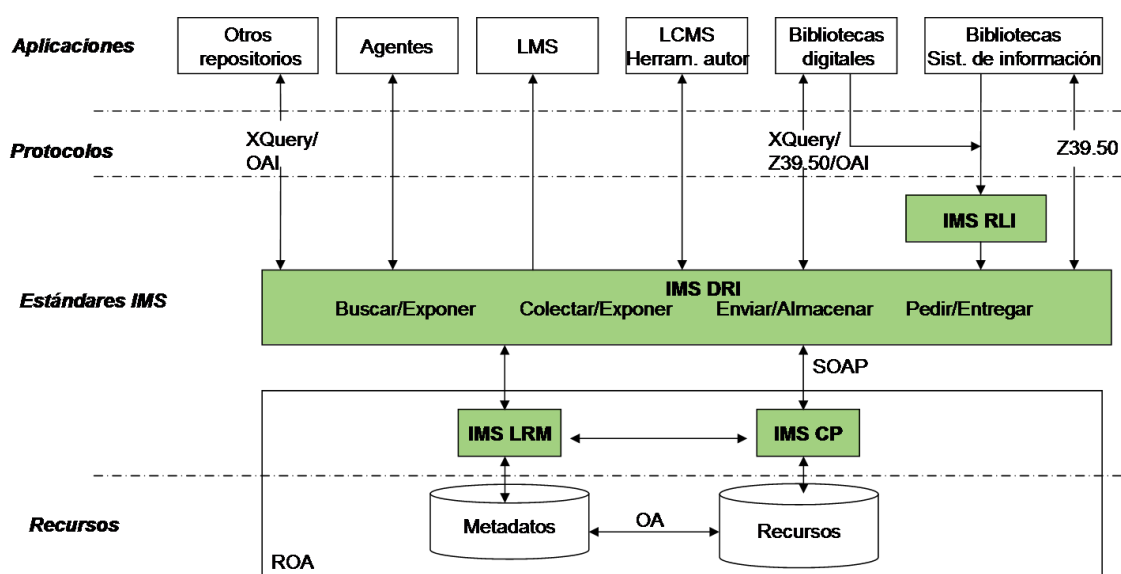 Aplicaciones
Otros
repositorios
Agentes
LMS
LCMS
Herram. autor
Bibliotecas
digitales
Bibliotecas
Sist. de información
Protocolos
XQuery/
OAI
XQuery/
Z39.50/OAI
Z39.50
IMS RLI
Estándares IMS
IMS DRI
Buscar/Exponer
Colectar/Exponer
Enviar/Almacenar
Pedir/Entregar
SOAP
IMS LRM
IMS CP
Recursos
Metadatos
OA
Recursos
ROA